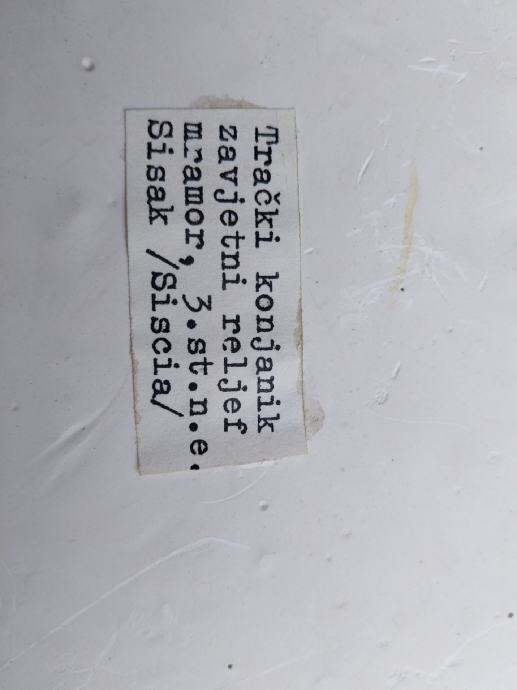 Trački konjanik
zavjetni reljef
mramor, 3.st.n.e.
Sisak /Siscia/